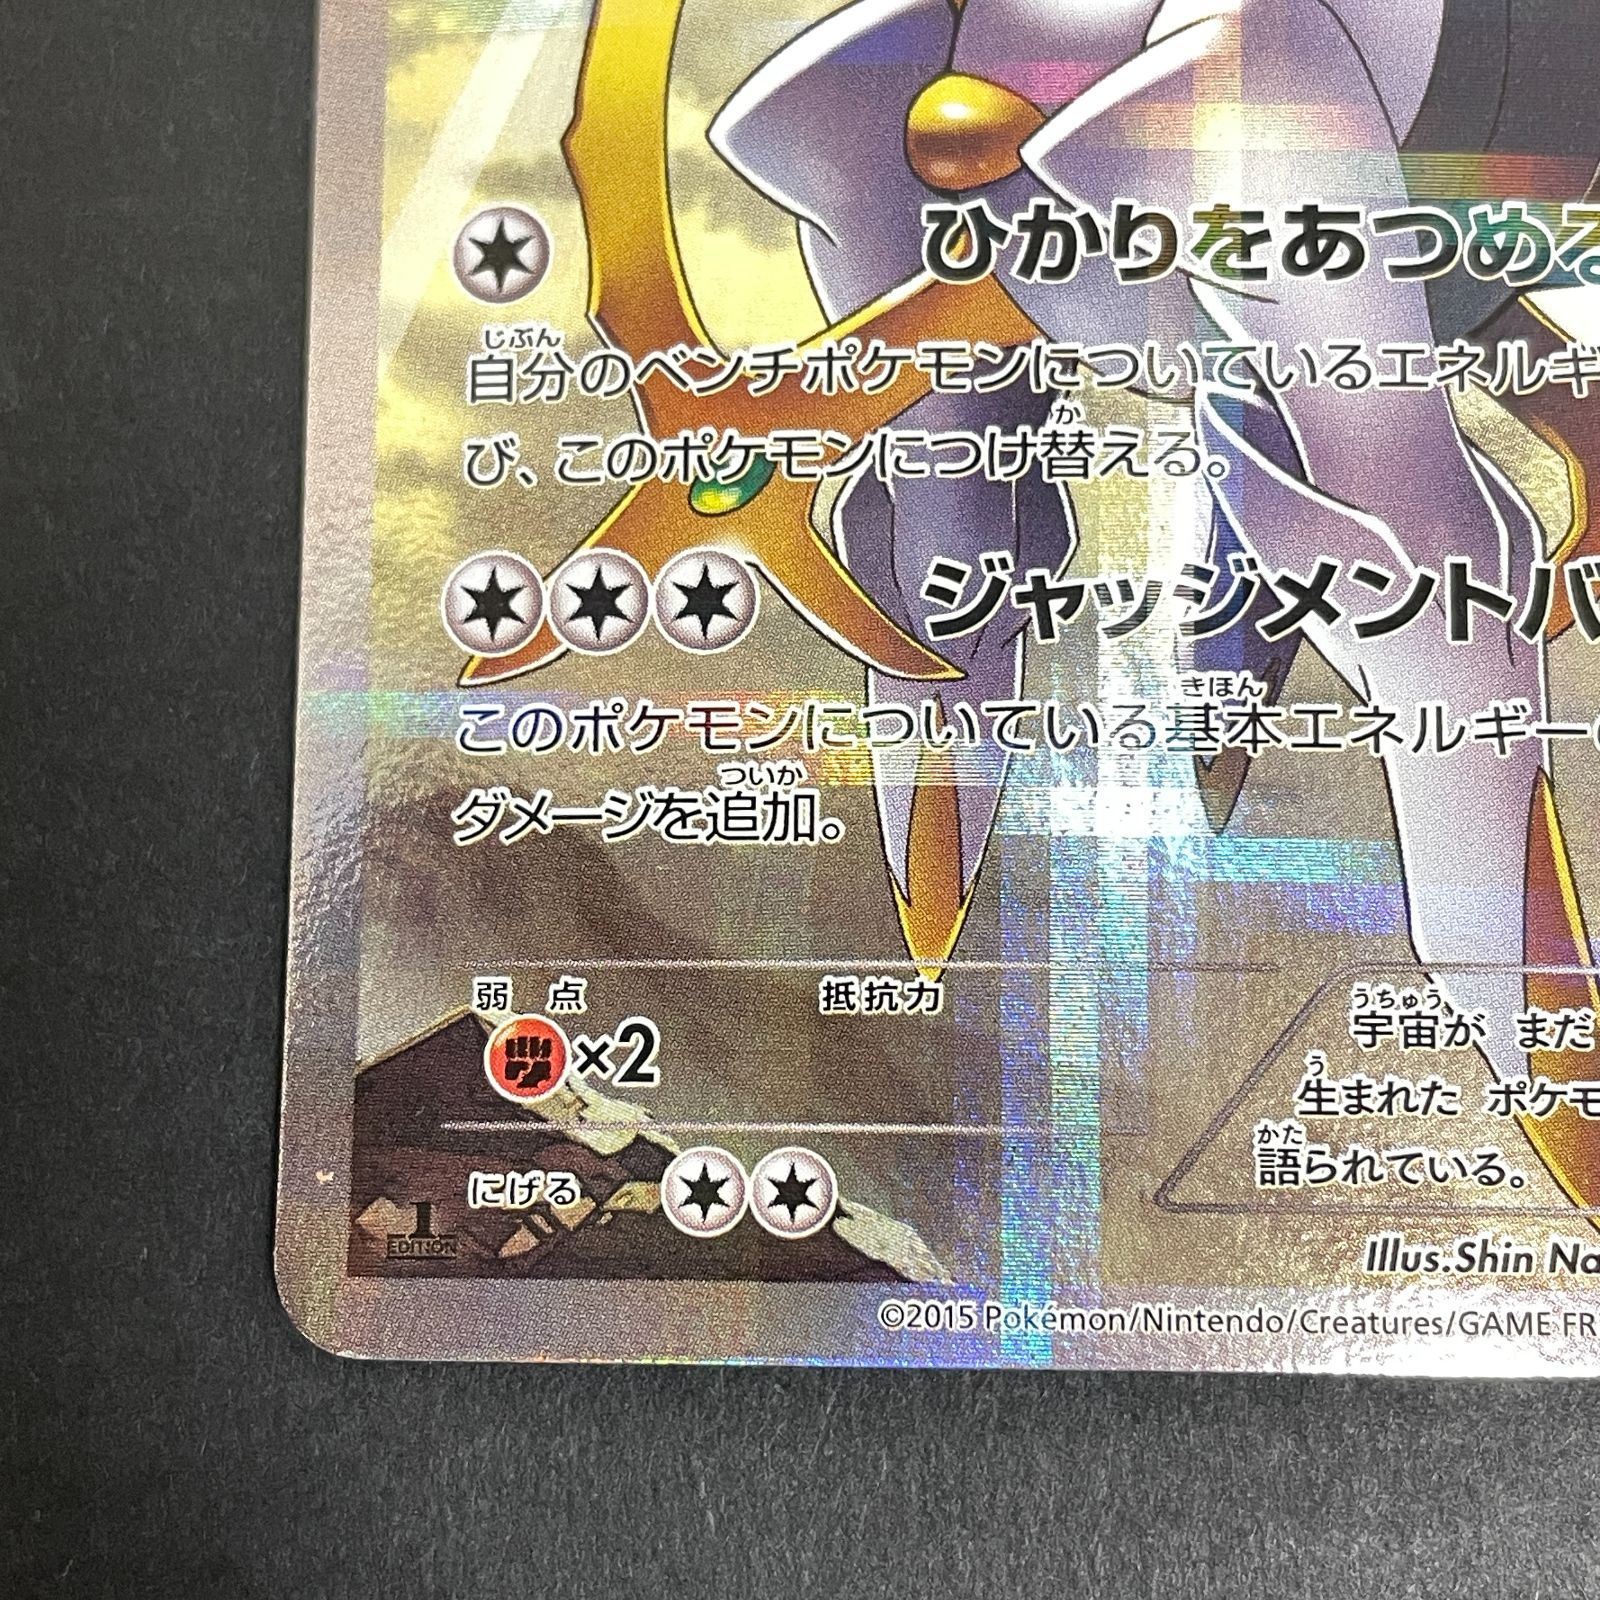 ひかりをあつめる
じぶん
自分のベンチポケモンについているエネルギ
か
び、このポケモンにつけ替える。
ジャッジメントバ
きほん
このポケモンについている基本エネルギー
ついか
ダメージを追加。
弱点 抵抗力
×2
にげる
1
EDITION
うちゅう
宇宙が まだ
う
生まれた ポケモ
かた
語られている。
Illus.Shin Na
©2015 Pokémon/Nintendo/Creatures/GAME FR